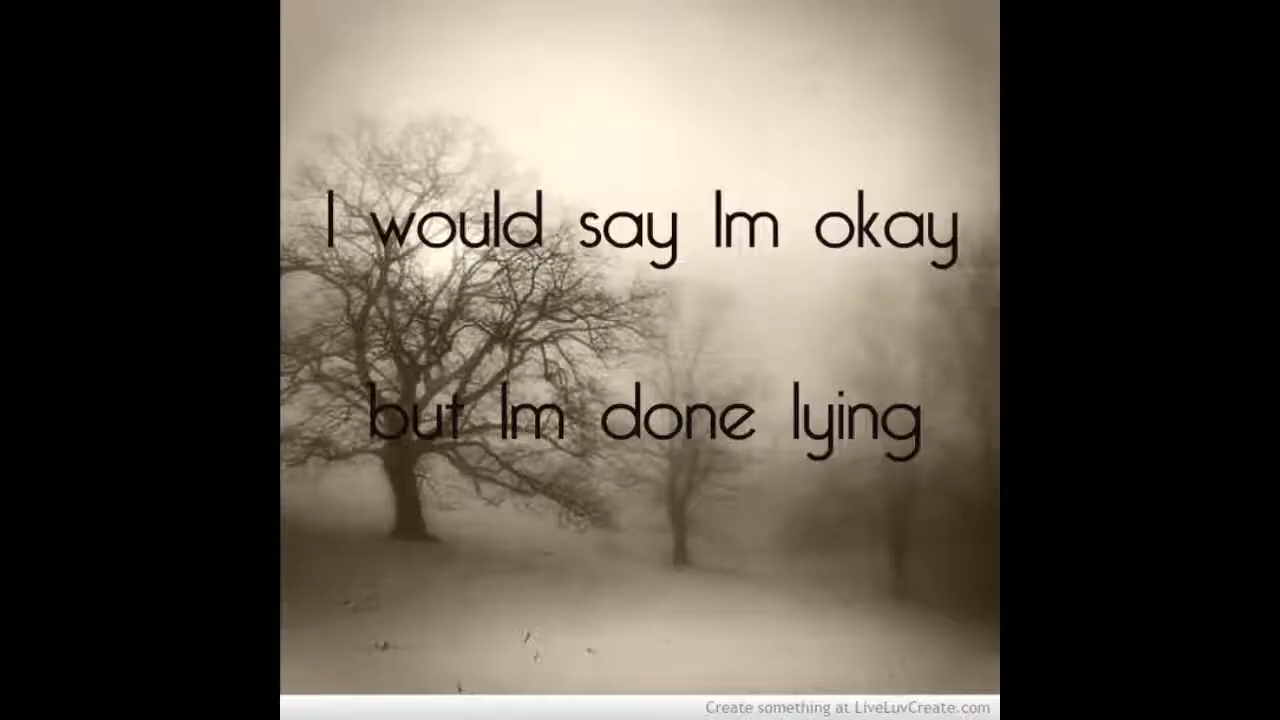 I would say Im okay
but Im done lying
Create something at LiveLuvCreate.com